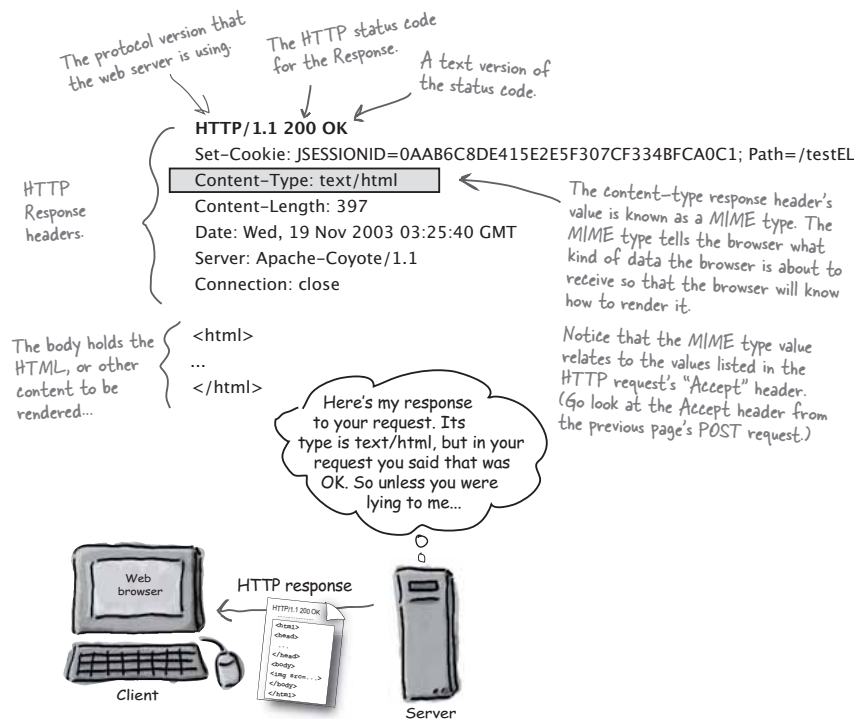 The protocol version that
the web server is using.
The HTTP status code
for the Response.
A text version of
the status code.
HTTP/1.1 200 OK
Set-Cookie: JSESSIONID=0AAB6C8DE415E2E5F307CF334BFCA0C1; Path=/testEL
Content-Type: text/html
Content-Length: 397
Date: Wed, 19 Nov 2003 03:25:40 GMT
Server: Apache-Coyote/1.1
Connection: close
HTTP
Response
headers.
The content-type response header's
value is known as a MIME type. The
MIME type tells the browser what
kind of data the browser is about to
receive so that the browser will know
how to render it.
Notice that the MIME type value
relates to the values listed in the
HTTP request's "Accept" header.
(Go look at the Accept header from
the previous page's POST request.)
The body holds the
HTML, or other
content to be
rendered...
<html>
...
</html>
Here's my response
to your request. Its
type is text/html, but in your
request you said that was
OK. So unless you were
lying to me...
Web
browser
HTTP response
HTTP/1.1 200 OK
<html>
<head>
...
</head>
<body>
<img src=...>
</body>
</html>
Client
Server